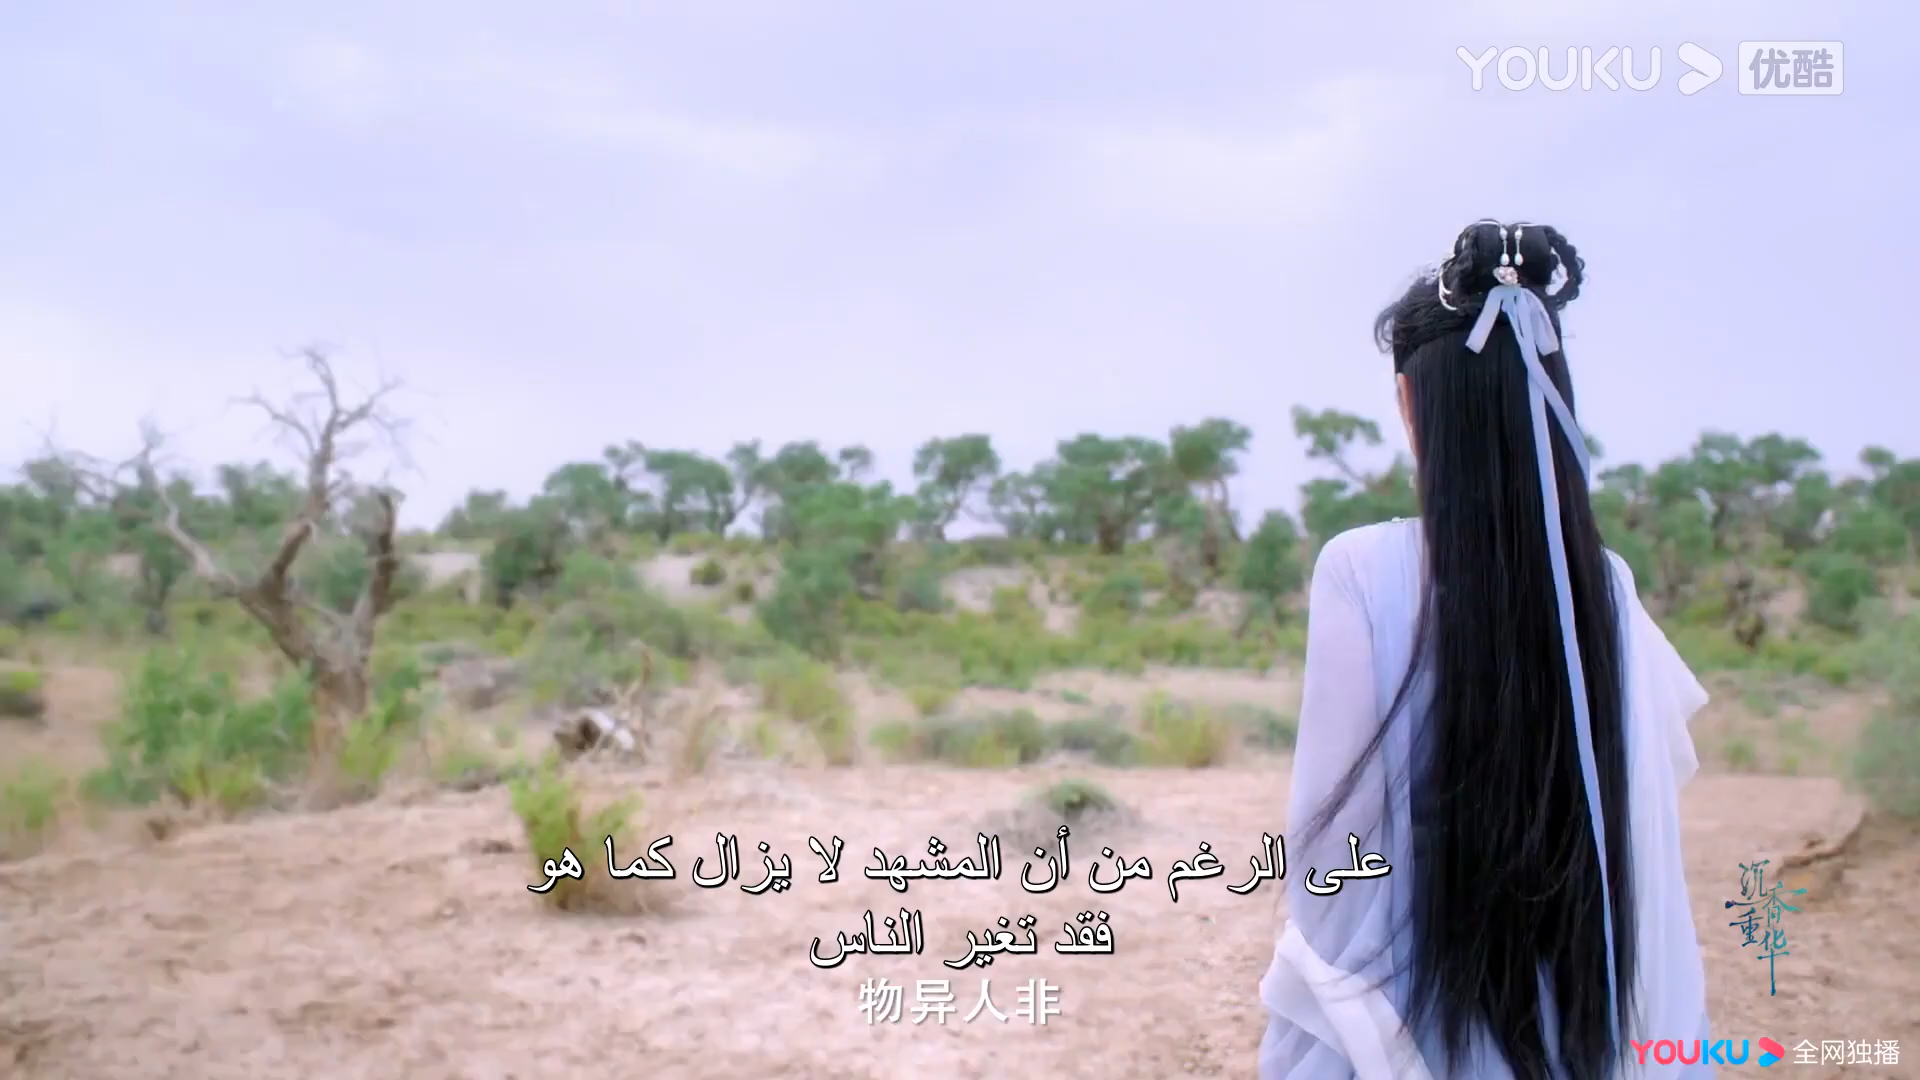 YOUKU 优酷
على الرغم من أن المشهد لا يزال كما هو
فقد تغير الناس
物异人非
沉香重华
YOUKU 全网独播